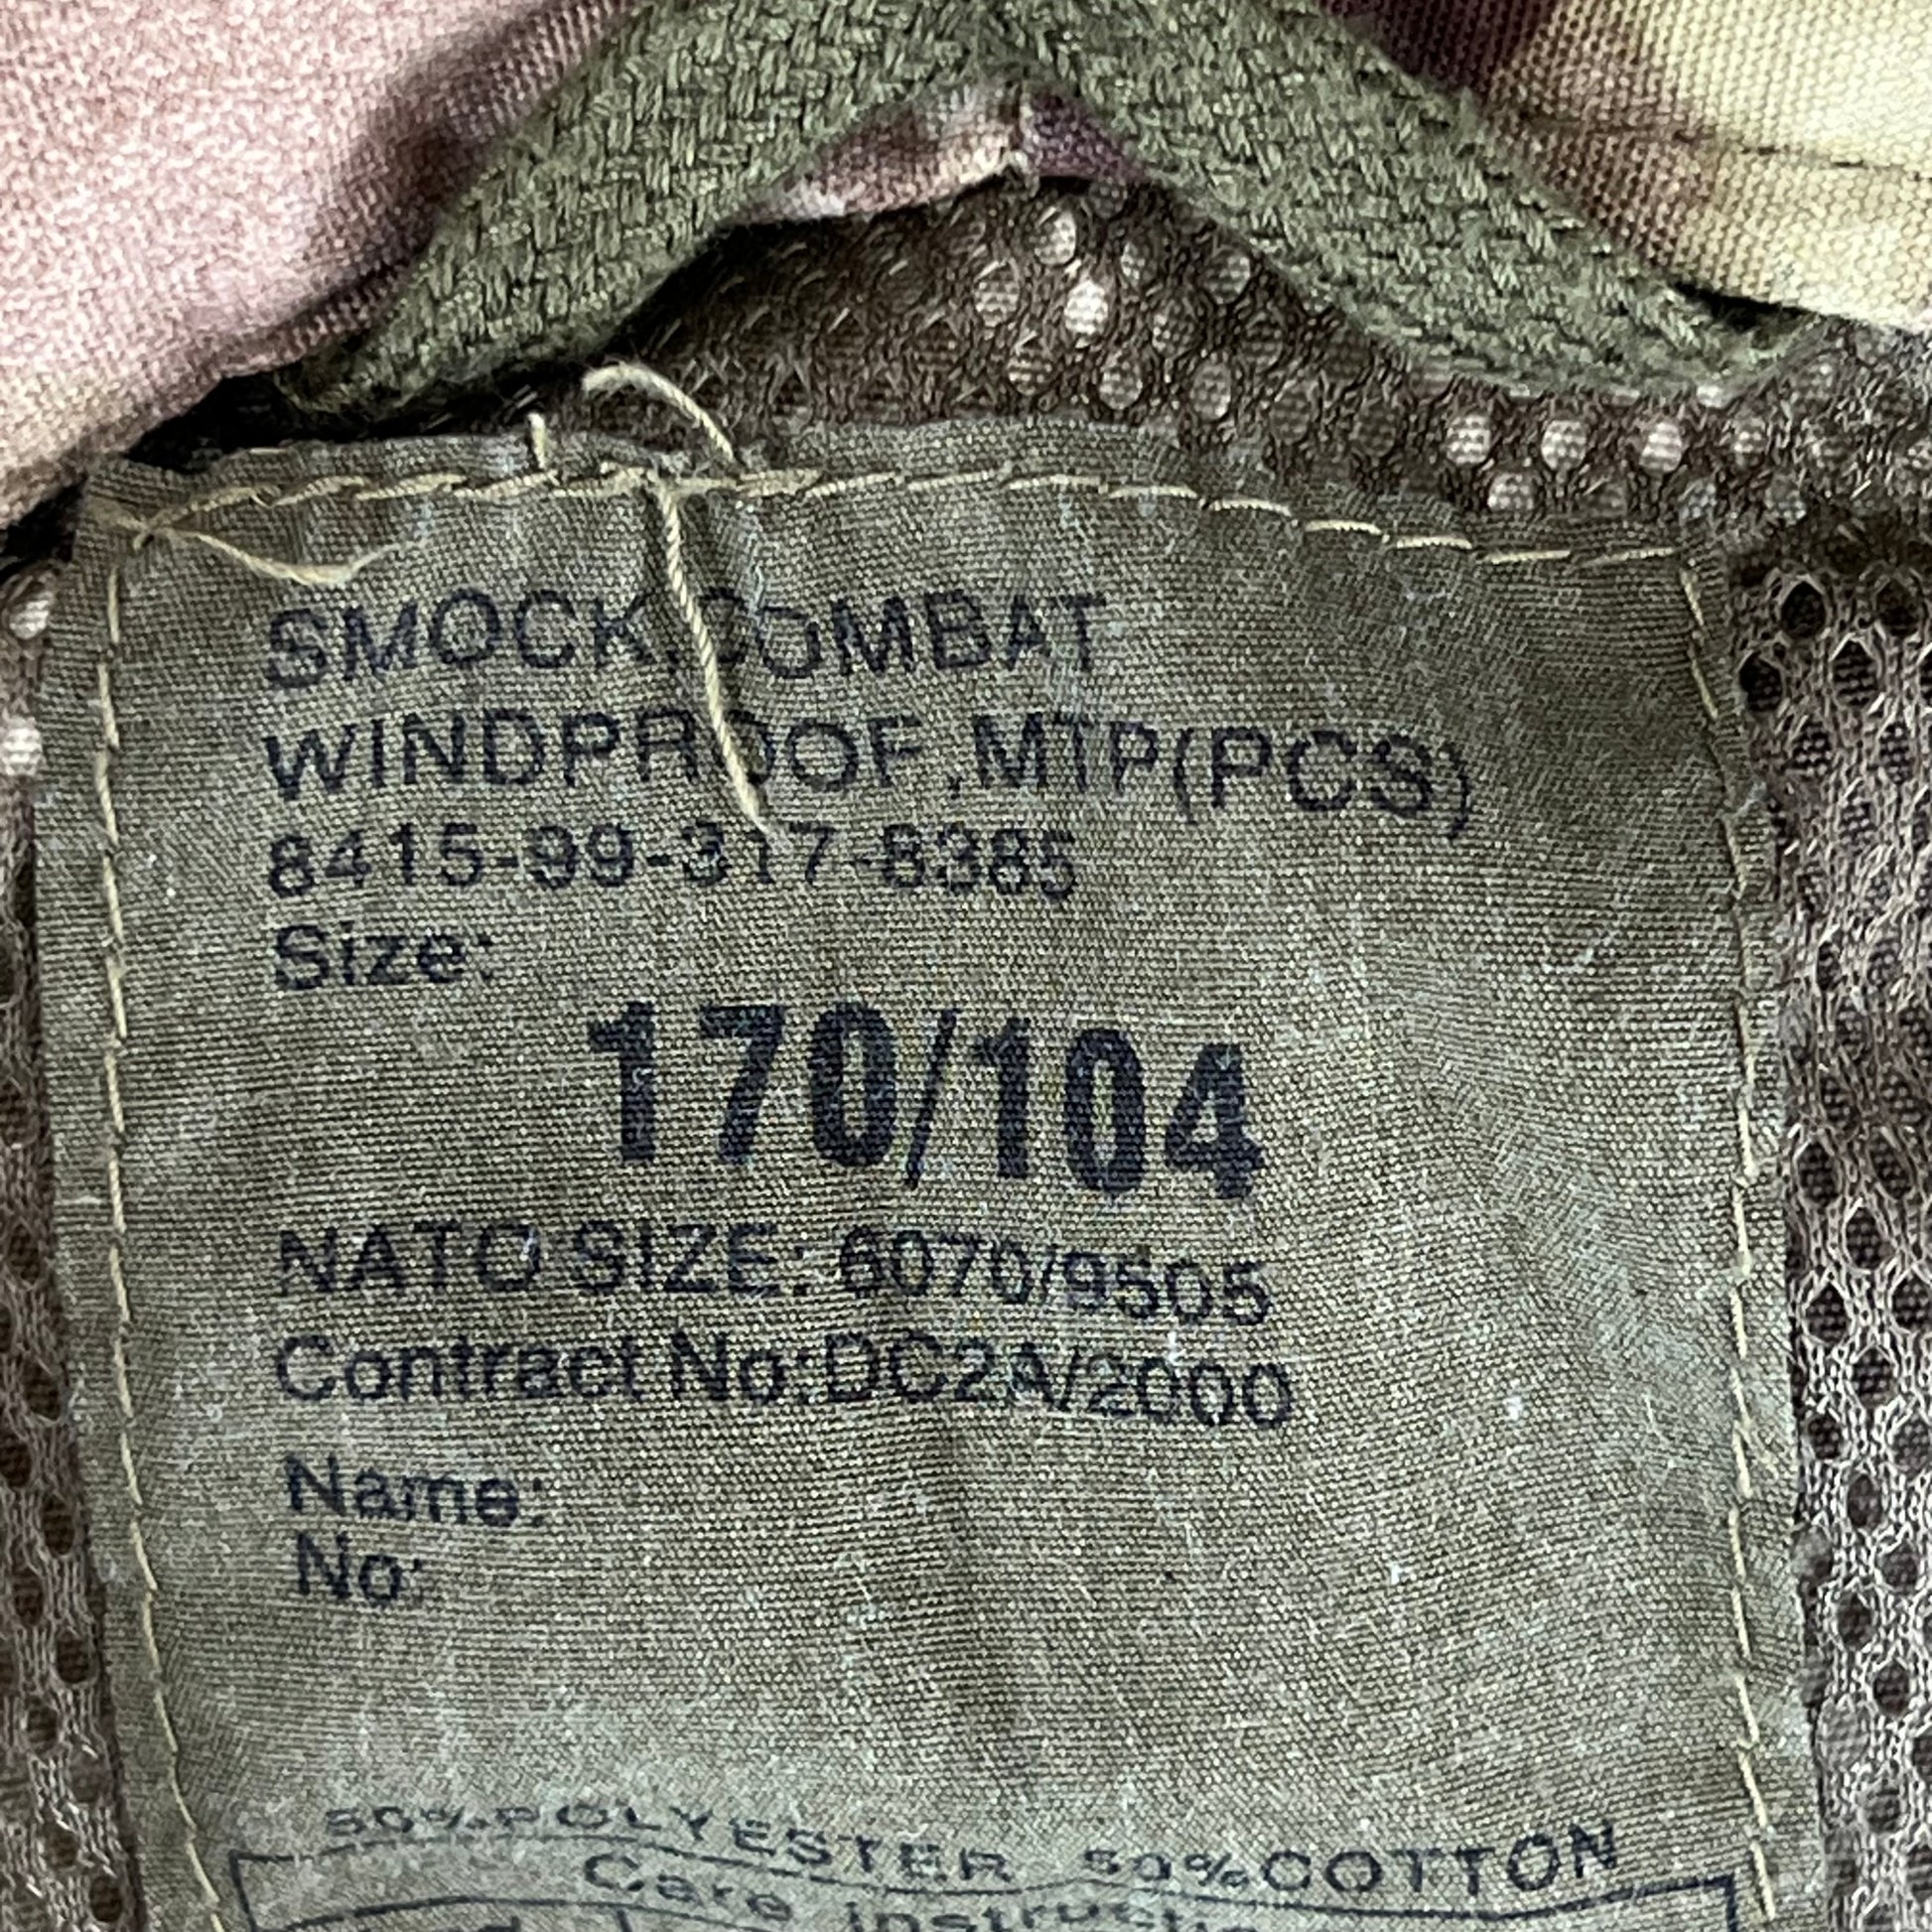 SMOCK,COMBAT
WINDPROOF,MTP(PCS)
8415-99-317-8385
Size:
170/104
NATO SIZE: 6070/9505
Contract No:DC2A/2000
Name:
No:
50%POLYESTER 50%COTTON
Care